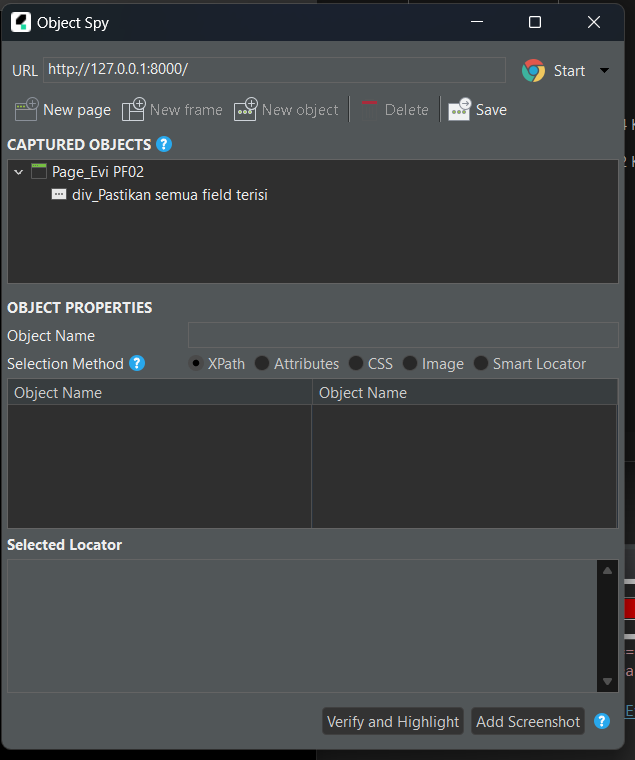 Object Spy
URL http://127.0.0.1:8000/ Start
New page New frame New object Delete Save
CAPTURED OBJECTS ?
Page_Evi PF02
div_Pastikan semua field terisi
OBJECT PROPERTIES
Object Name
Selection Method ? XPath Attributes CSS Image Smart Locator
Object Name Object Name
Selected Locator
Verify and Highlight Add Screenshot ?